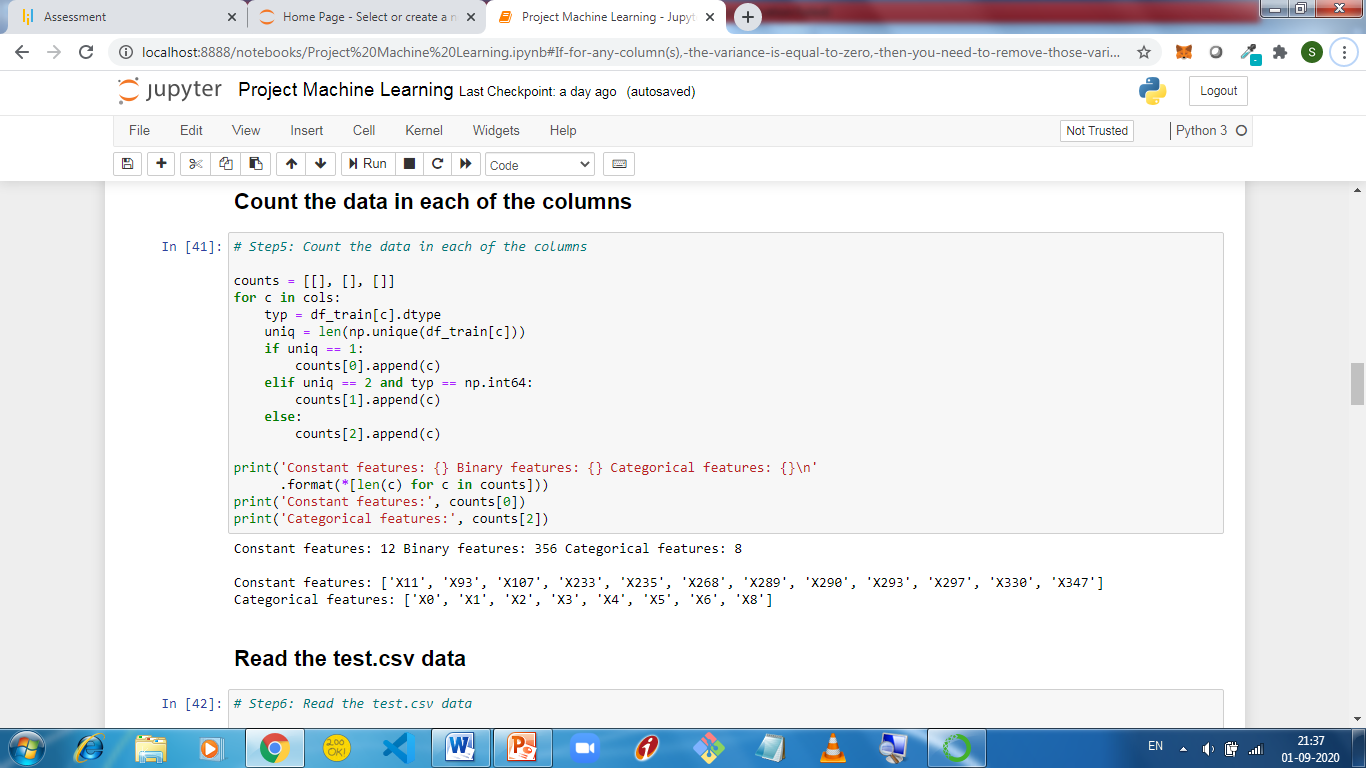 Assessment
Home Page - Select or create a n
Project Machine Learning - Jupyt
localhost:8888/notebooks/Project%20Machine%20Learning.ipynb#If-for-any-column(s),-the-variance-is-equal-to-zero,-then-you-need-to-remove-those-vari...
S
jupyter Project Machine Learning Last Checkpoint: a day ago (autosaved)
Logout
File Edit View Insert Cell Kernel Widgets Help
Not Trusted
Python 3
Run
Code
Count the data in each of the columns
In [41]: # Step5: Count the data in each of the columns
counts = [[], [], []]
for c in cols:
    typ = df_train[c].dtype
    uniq = len(np.unique(df_train[c]))
    if uniq == 1:
        counts[0].append(c)
    elif uniq == 2 and typ == np.int64:
        counts[1].append(c)
    else:
        counts[2].append(c)
print('Constant features: {} Binary features: {} Categorical features: {}\n'
      .format(*[len(c) for c in counts]))
print('Constant features:', counts[0])
print('Categorical features:', counts[2])
Constant features: 12 Binary features: 356 Categorical features: 8
Constant features: ['X11', 'X93', 'X107', 'X233', 'X235', 'X268', 'X289', 'X290', 'X293', 'X297', 'X330', 'X347']
Categorical features: ['X0', 'X1', 'X2', 'X3', 'X4', 'X5', 'X6', 'X8']
Read the test.csv data
In [42]: # Step6: Read the test.csv data
200
OK!
EN
21:37
01-09-2020